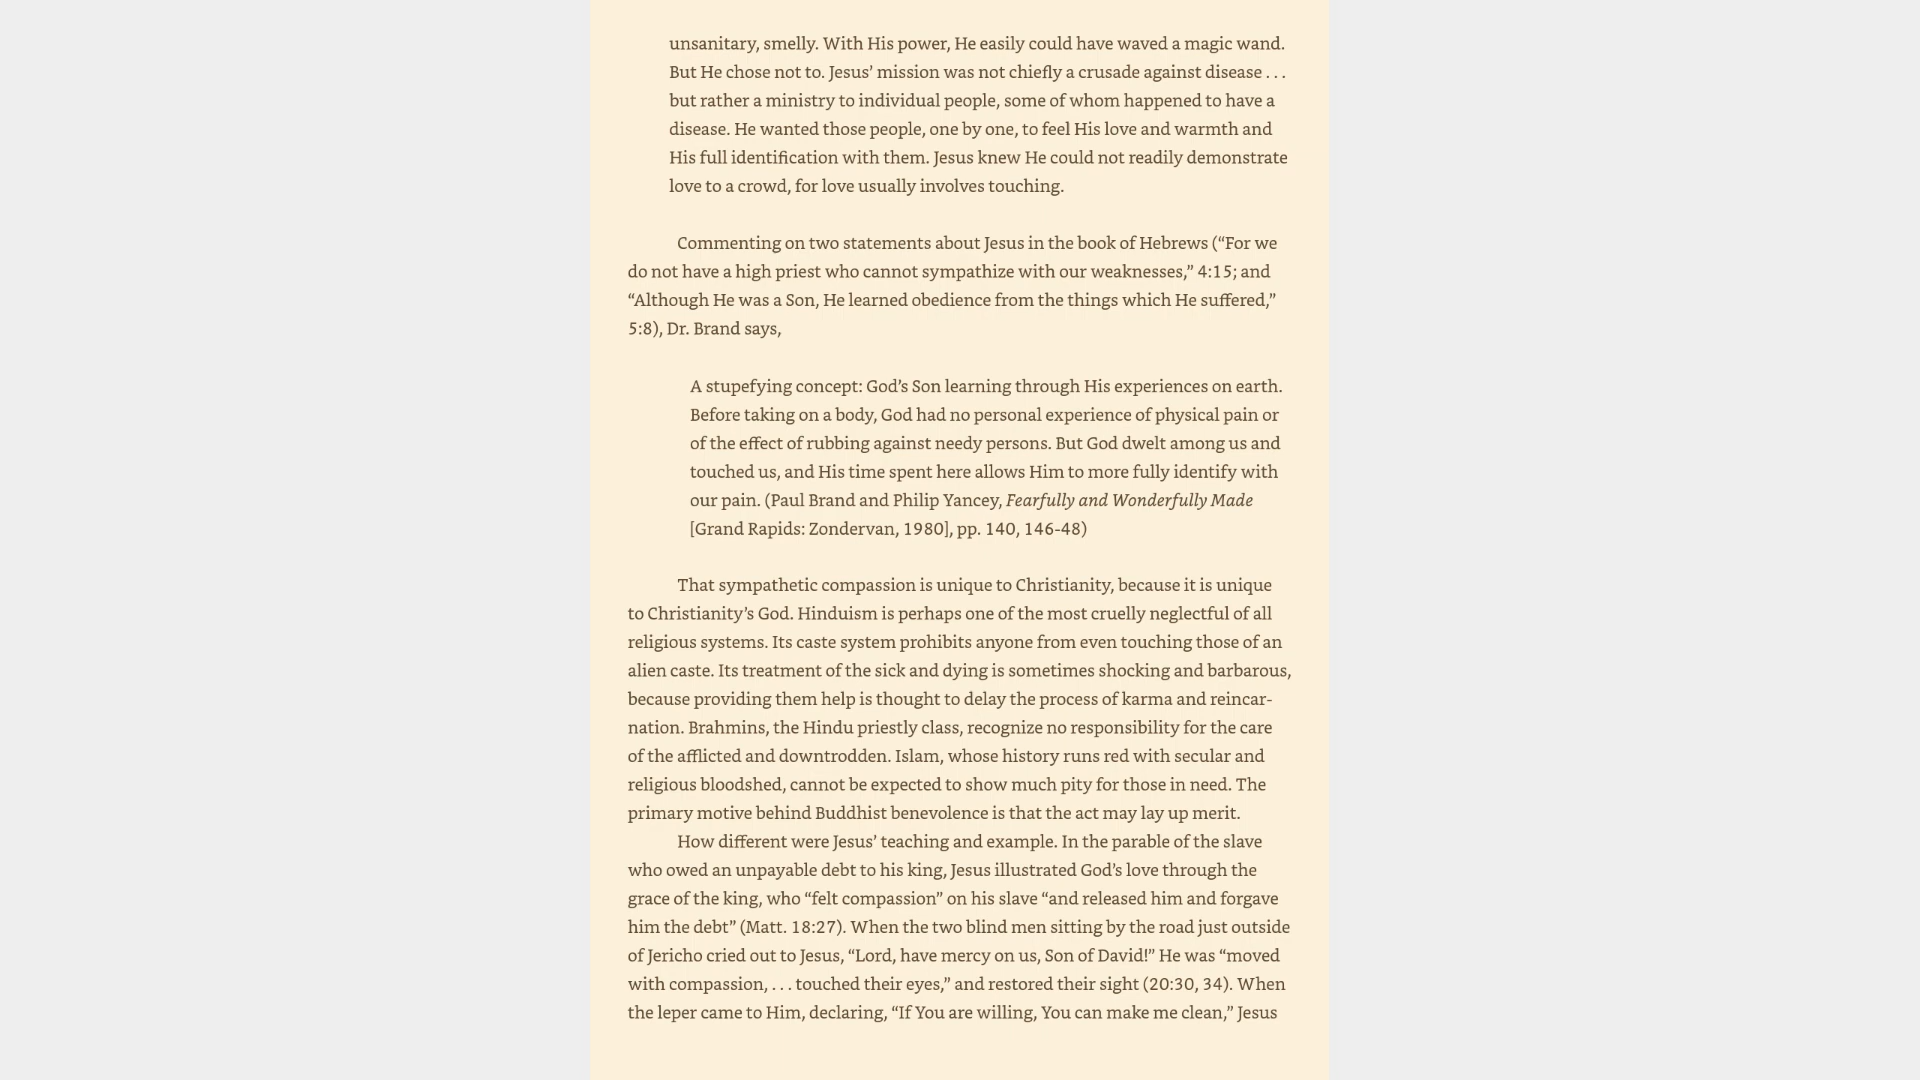 unsanitary, smelly. With His power, He easily could have waved a magic wand.
But He chose not to. Jesus’ mission was not chiefly a crusade against disease . . .
but rather a ministry to individual people, some of whom happened to have a
disease. He wanted those people, one by one, to feel His love and warmth and
His full identification with them. Jesus knew He could not readily demonstrate
love to a crowd, for love usually involves touching.
Commenting on two statements about Jesus in the book of Hebrews (“For we
do not have a high priest who cannot sympathize with our weaknesses,” 4:15; and
“Although He was a Son, He learned obedience from the things which He suffered,”
5:8), Dr. Brand says,
A stupefying concept: God’s Son learning through His experiences on earth.
Before taking on a body, God had no personal experience of physical pain or
of the effect of rubbing against needy persons. But God dwelt among us and
touched us, and His time spent here allows Him to more fully identify with
our pain. (Paul Brand and Philip Yancey, Fearfully and Wonderfully Made
[Grand Rapids: Zondervan, 1980], pp. 140, 146-48)
That sympathetic compassion is unique to Christianity, because it is unique
to Christianity’s God. Hinduism is perhaps one of the most cruelly neglectful of all
religious systems. Its caste system prohibits anyone from even touching those of an
alien caste. Its treatment of the sick and dying is sometimes shocking and barbarous,
because providing them help is thought to delay the process of karma and reincar-
nation. Brahmins, the Hindu priestly class, recognize no responsibility for the care
of the afflicted and downtrodden. Islam, whose history runs red with secular and
religious bloodshed, cannot be expected to show much pity for those in need. The
primary motive behind Buddhist benevolence is that the act may lay up merit.
How different were Jesus’ teaching and example. In the parable of the slave
who owed an unpayable debt to his king, Jesus illustrated God’s love through the
grace of the king, who “felt compassion” on his slave “and released him and forgave
him the debt” (Matt. 18:27). When the two blind men sitting by the road just outside
of Jericho cried out to Jesus, “Lord, have mercy on us, Son of David!” He was “moved
with compassion, . . . touched their eyes,” and restored their sight (20:30, 34). When
the leper came to Him, declaring, “If You are willing, You can make me clean,” Jesus